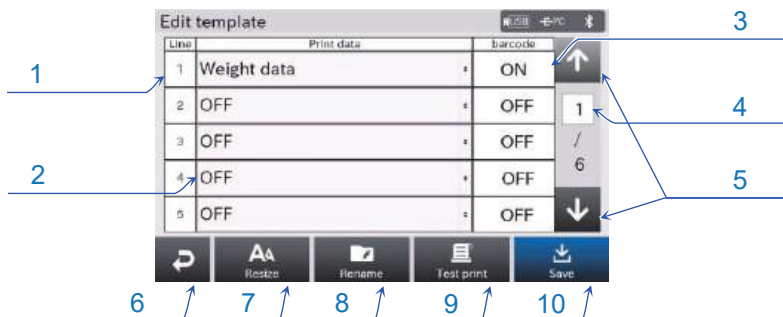 Edit template USB PC
Line Print data barcode 3
1 1 Weight data ON
2 OFF OFF 1 4
3 OFF OFF /
2 4 OFF OFF 6 5
5 OFF OFF
Resize Rename Test print Save
6 7 8 9 10